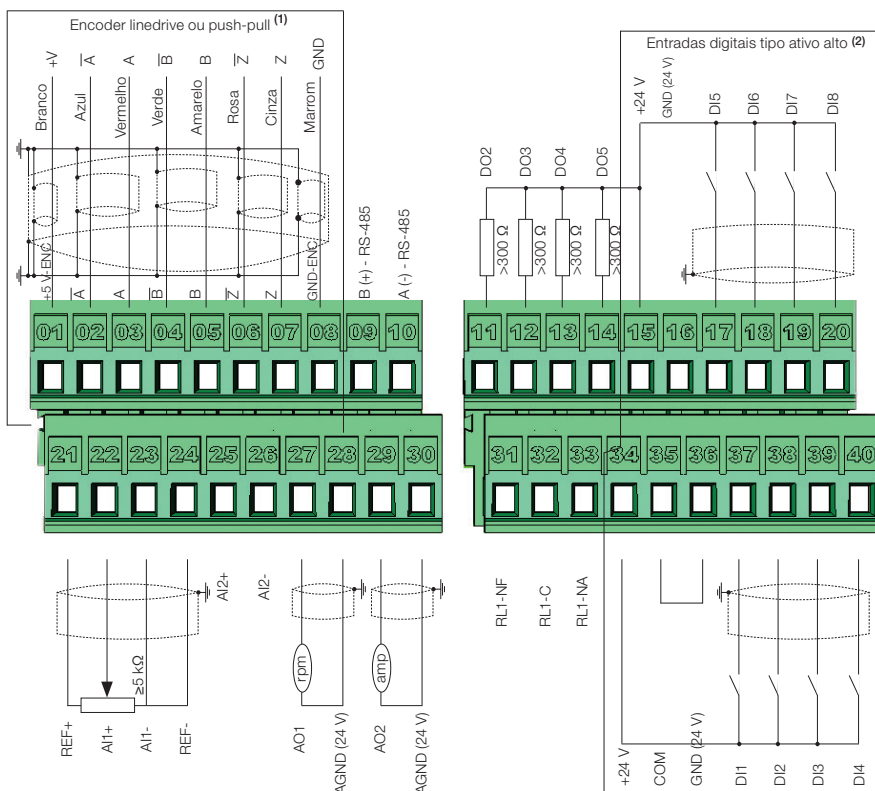 Encoder linedrive ou push-pull (1)
Entradas digitais tipo ativo alto (2)
+V
A̅
A
B̅
B
Z̅
Z
GND
Branco
Azul
Vermelho
Verde
Amarelo
Rosa
Cinza
Marrom
+24 V
GND (24 V)
DI5
DI6
DI7
DI8
DO2
DO3
DO4
DO5
>300 Ω
>300 Ω
>300 Ω
>300 Ω
+5 V-ENC
A̅
A
B̅
B
Z̅
Z
GND-ENC
B (+) - RS-485
A (-) - RS-485
01 02 03 04 05 06 07 08 09 10
11 12 13 14 15 16 17 18 19 20
21 22 23 24 25 26 27 28 29 30
31 32 33 34 35 36 37 38 39 40
AI2+
AI2-
≥5 kΩ
rpm
amp
REF+
AI1+
AI1-
REF-
AO1
AGND (24 V)
AO2
AGND (24 V)
RL1-NF
RL1-C
RL1-NA
+24 V
COM
GND (24 V)
DI1
DI2
DI3
DI4